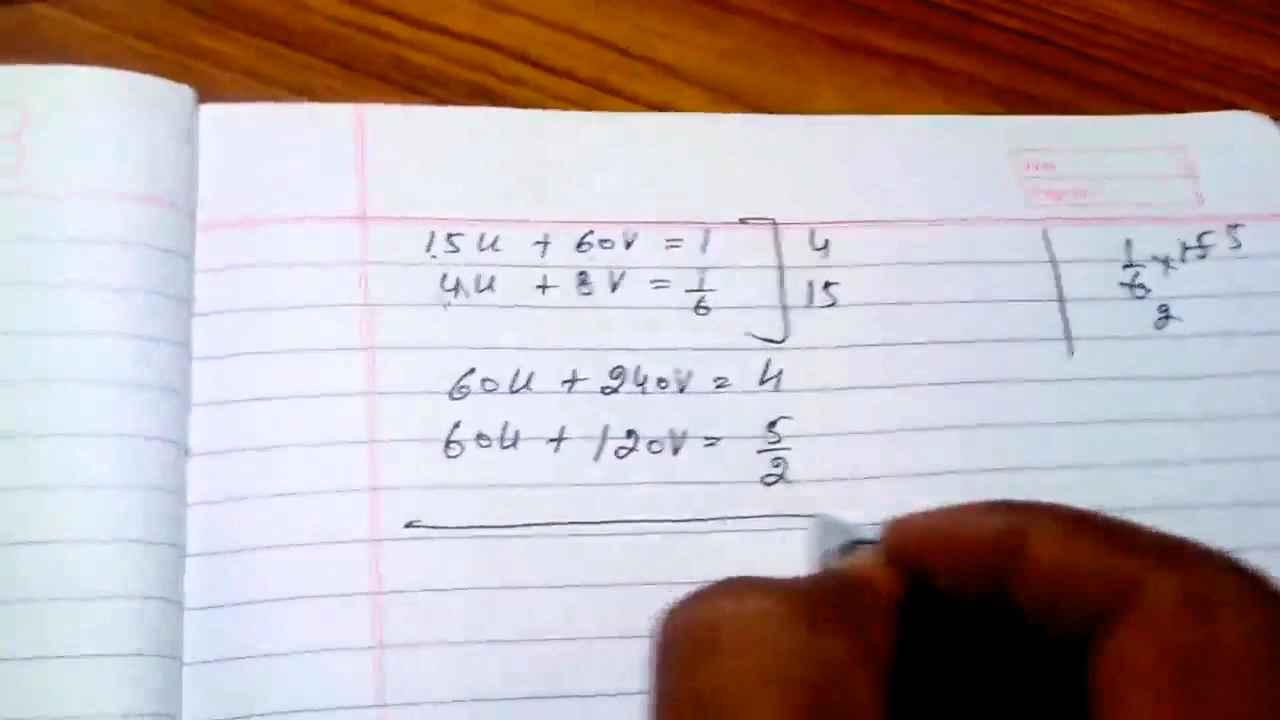 15u + 60v = 1 ] 4
4u + 8v = 1/6 ] 15
60u + 240v = 4
60u + 120v = 5/2
1/6 × 15 5
2